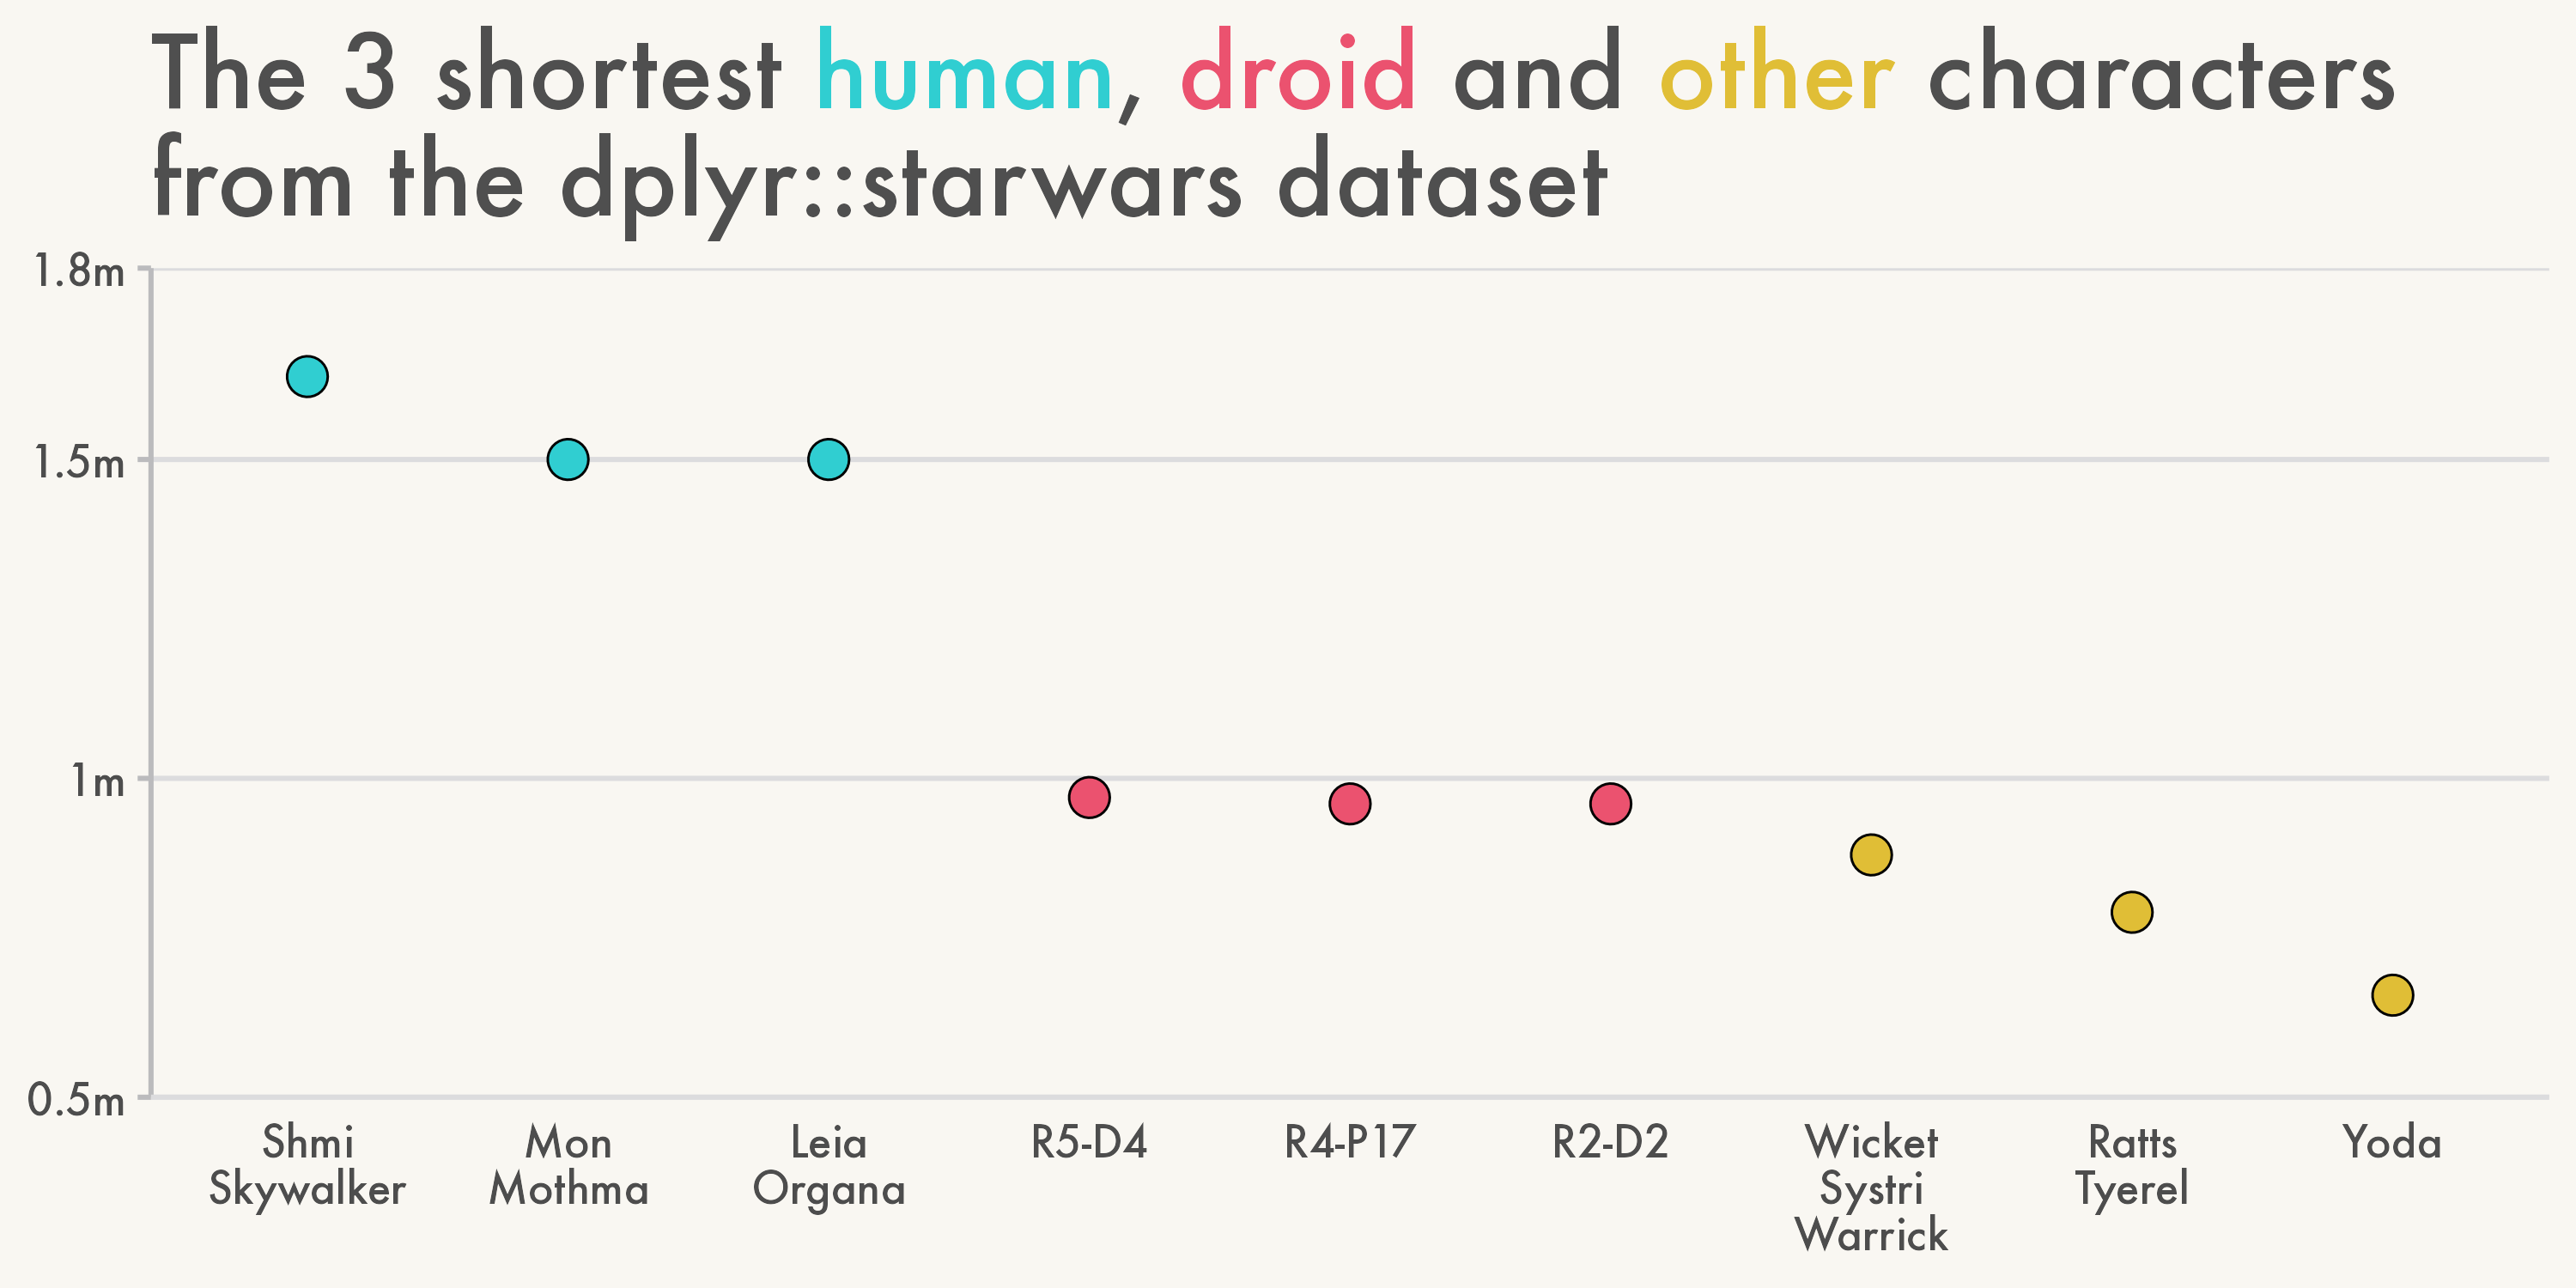 The 3 shortest human, droid and other characters
from the dplyr::starwars dataset
1.8m
1.5m
1m
0.5m
Shmi
Skywalker
Mon
Mothma
Leia
Organa
R5-D4
R4-P17
R2-D2
Wicket
Systri
Warrick
Ratts
Tyerel
Yoda